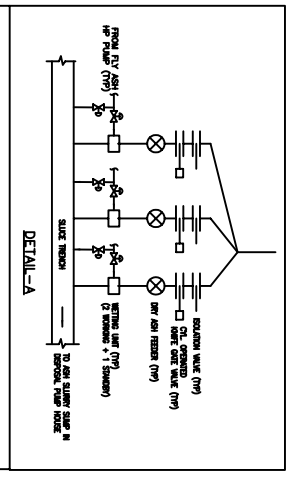 FROM FLY ASH
HP PUMP (TYP)
ISOLATION VALVE (TYP)
CYL. OPERATED
KNIFE GATE VALVE (TYP)
DRY ASH FEEDER (TYP)
WETTING UNIT (TYP)
(2 WORKING + 1 STANDBY)
SLUICE TRENCH
TO ASH SLURRY SUMP IN
DISPOSAL PUMP HOUSE
DETAIL-A